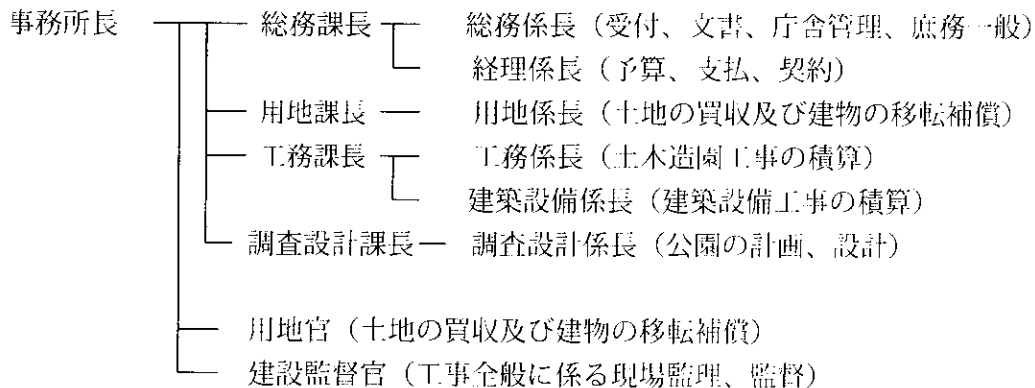 事務所長 総務課長 総務係長（受付、文書、庁舎管理、庶務一般）
経理係長（予算、支払、契約）
用地課長 用地係長（土地の買収及び建物の移転補償）
工務課長 工務係長（土木造園工事の積算）
建築設備係長（建築設備工事の積算）
調査設計課長 調査設計係長（公園の計画、設計）
用地官（土地の買収及び建物の移転補償）
建設監督官（工事全般に係る現場監理、監督）